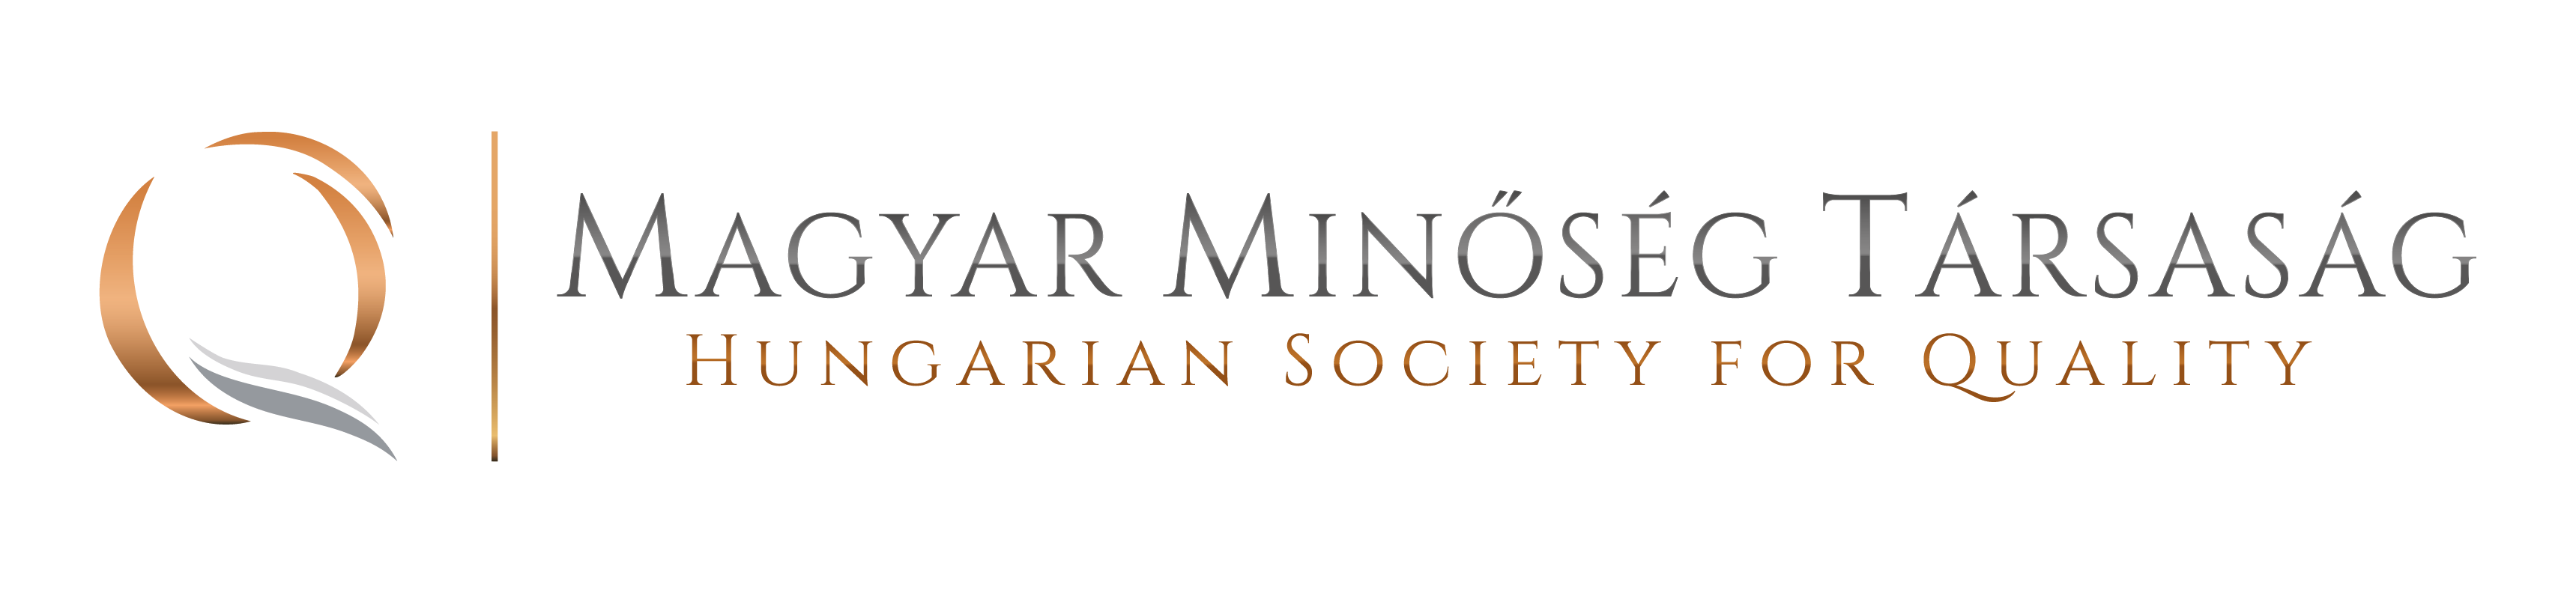 Magyar Minőség Társaság
Hungarian Society for Quality